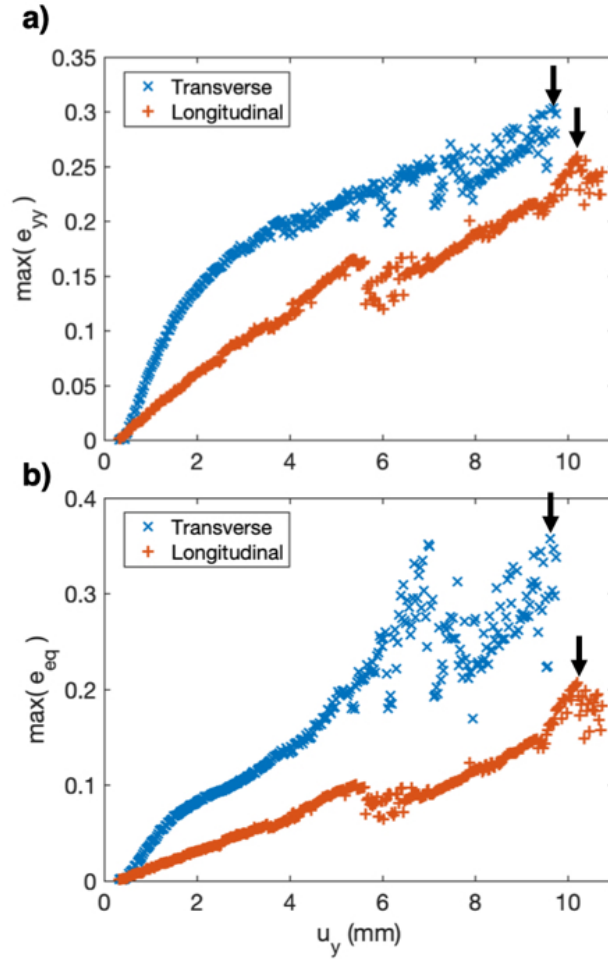 a)
0.35
0.3
0.25
0.2
0.15
0.1
0.05
0
max( e_yy )
Transverse
Longitudinal
2 4 6 8 10
b)
0.4
0.3
0.2
0.1
0
max( e_eq )
Transverse
Longitudinal
0 2 4 6 8 10
u_y (mm)